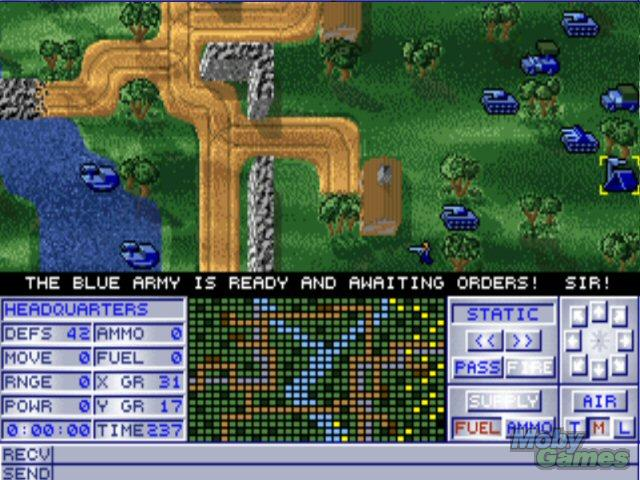 THE BLUE ARMY IS READY AND AWAITING ORDERS! SIR!
HEADQUARTERS
DEFS 42 AMMO 0
MOVE 0 FUEL 0
RNGE 0 X GR 31
POWR 0 Y GR 17
0:00:00 TIME 237
STATIC
<< >>
PASS FIRE
SUPPLY
FUEL AMMO
AIR
T M L
RECV
SEND
Moby
Games